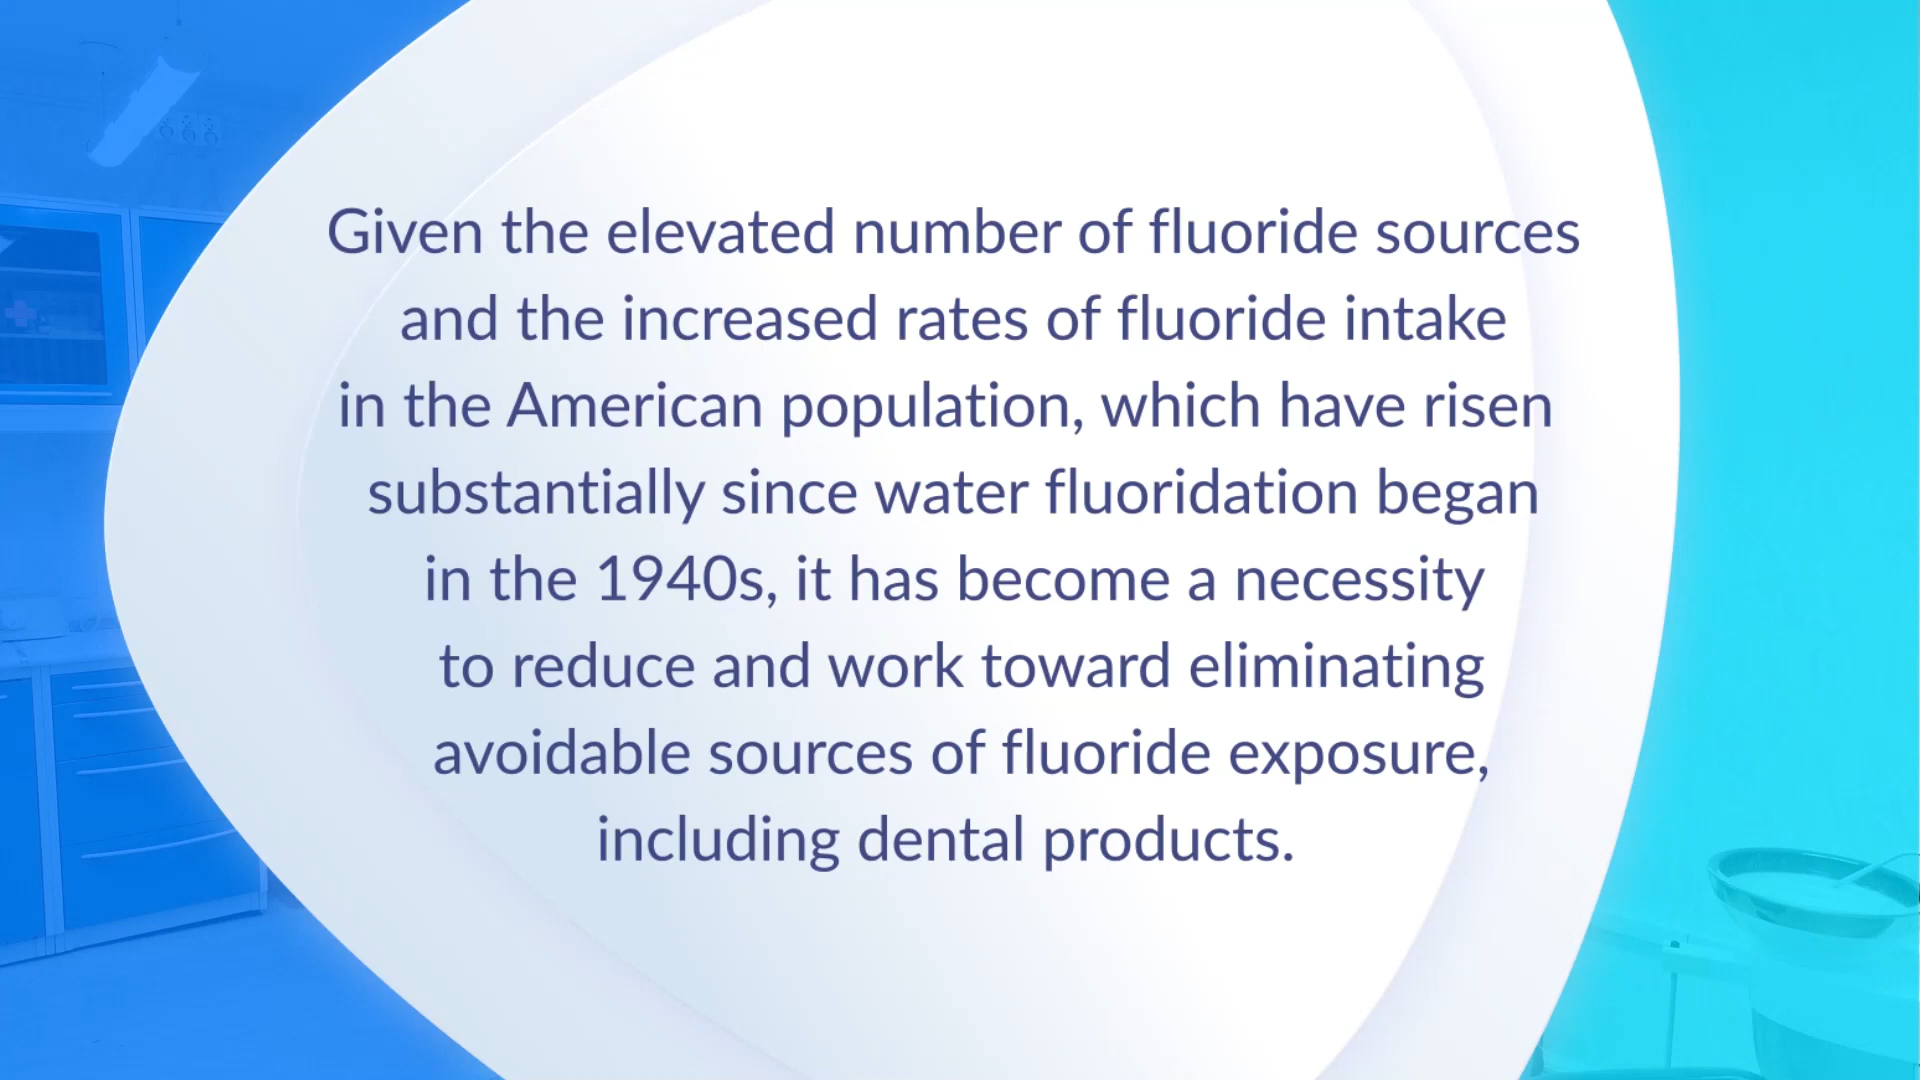 Given the elevated number of fluoride sources
and the increased rates of fluoride intake
in the American population, which have risen
substantially since water fluoridation began
in the 1940s, it has become a necessity
to reduce and work toward eliminating
avoidable sources of fluoride exposure,
including dental products.